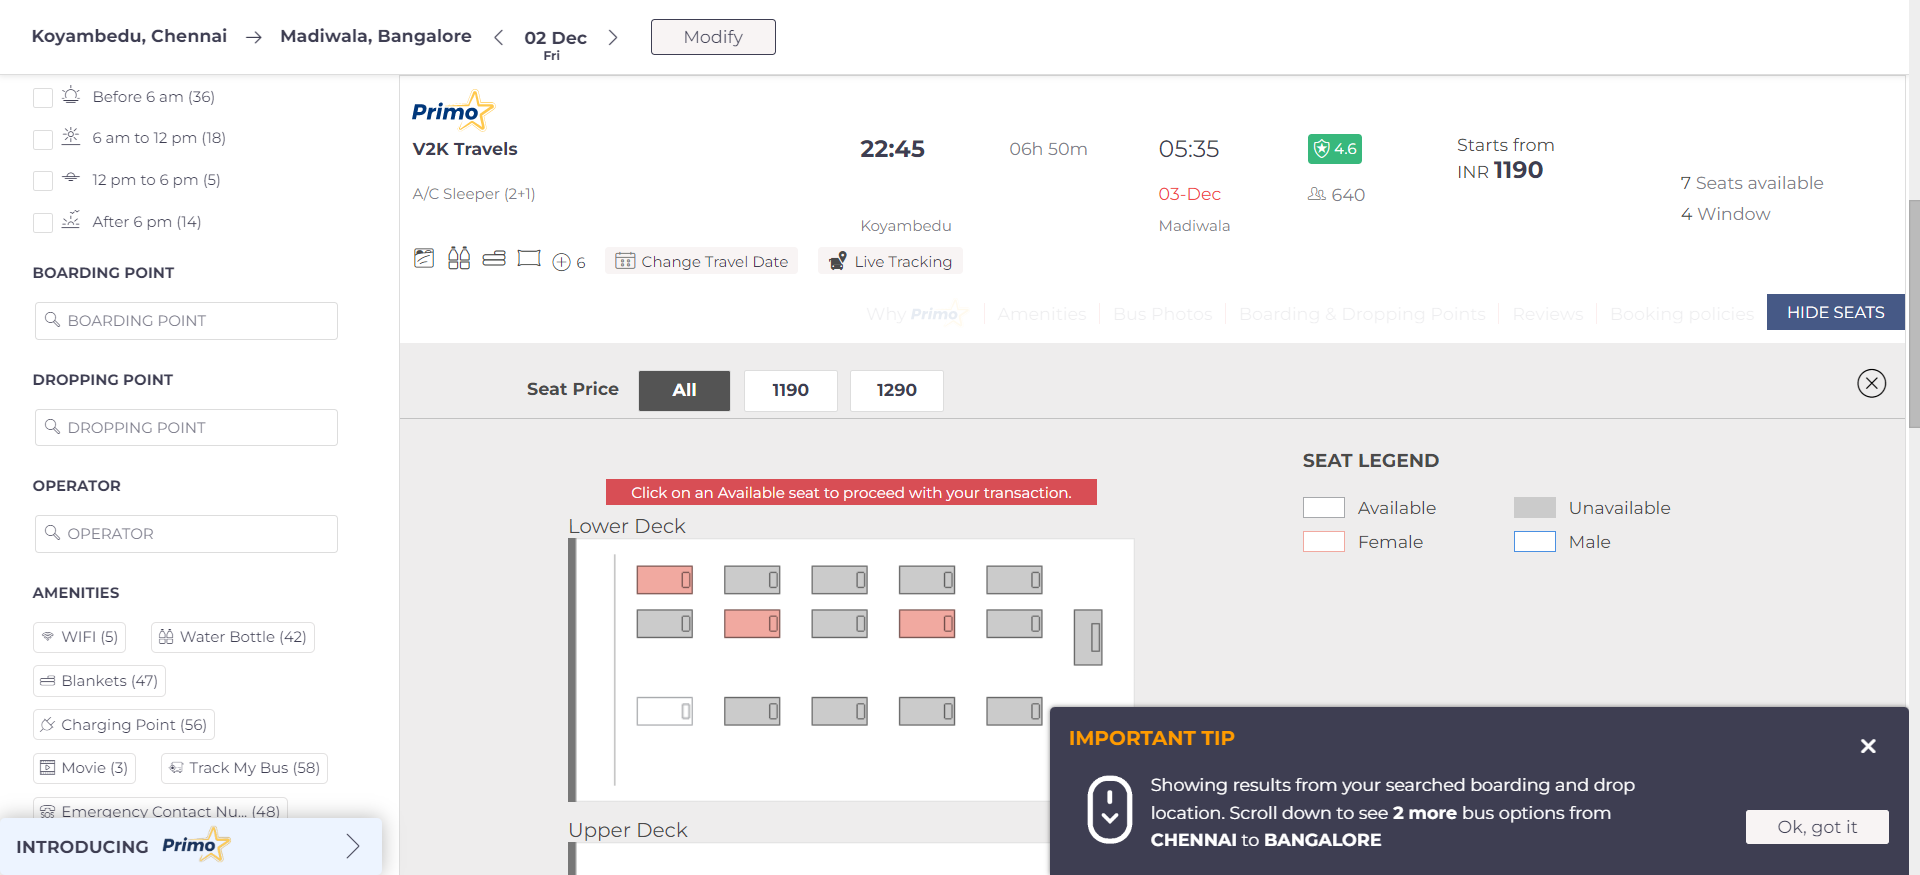 Koyambedu, Chennai → Madiwala, Bangalore < 02 Dec > Modify
Fri
Before 6 am (36)
6 am to 12 pm (18)
12 pm to 6 pm (5)
After 6 pm (14)
BOARDING POINT
BOARDING POINT
DROPPING POINT
DROPPING POINT
OPERATOR
OPERATOR
AMENITIES
WIFI (5) Water Bottle (42)
Blankets (47)
Charging Point (56)
Movie (3) Track My Bus (58)
Emergency Contact Nu... (48)
INTRODUCING Primo
Primo
V2K Travels 22:45 06h 50m 05:35 4.6 Starts from
INR 1190
A/C Sleeper (2+1) 03-Dec 640 7 Seats available
Koyambedu Madiwala 4 Window
6 Change Travel Date Live Tracking
Why Primo Amenities Bus Photos Boarding & Dropping Points Reviews Booking policies HIDE SEATS
Seat Price All 1190 1290
SEAT LEGEND
Available Unavailable
Female Male
Click on an Available seat to proceed with your transaction.
Lower Deck
Upper Deck
IMPORTANT TIP
Showing results from your searched boarding and drop
location. Scroll down to see 2 more bus options from
CHENNAI to BANGALORE
Ok, got it